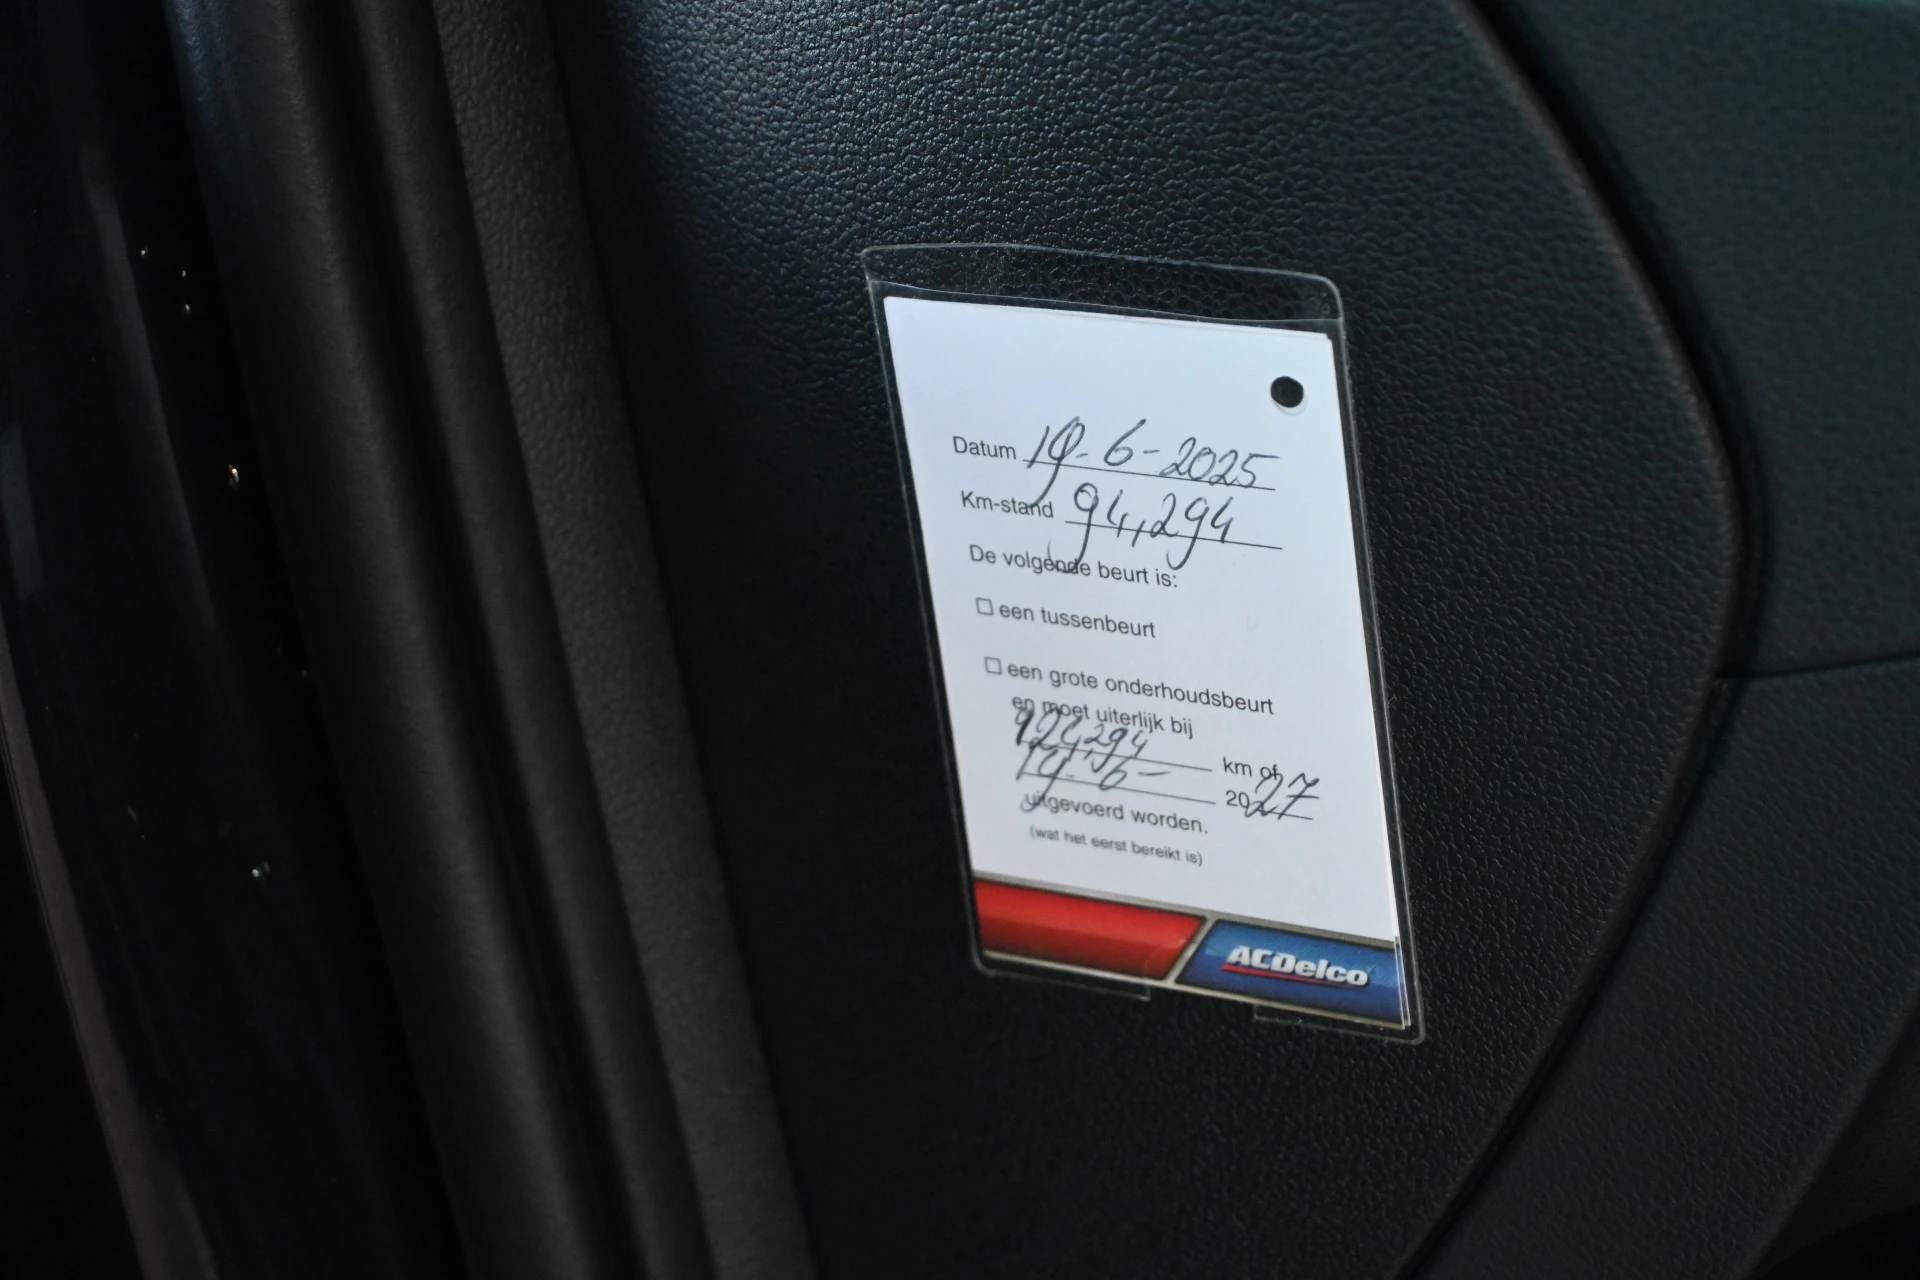 Datum 19-6-2025
Km-stand 94,294
De volgende beurt is:
☐ een tussenbeurt
☐ een grote onderhoudsbeurt
en moet uiterlijk bij
124,294 km of
19-6- 2027
uitgevoerd worden.
(wat het eerst bereikt is)
ACDelco